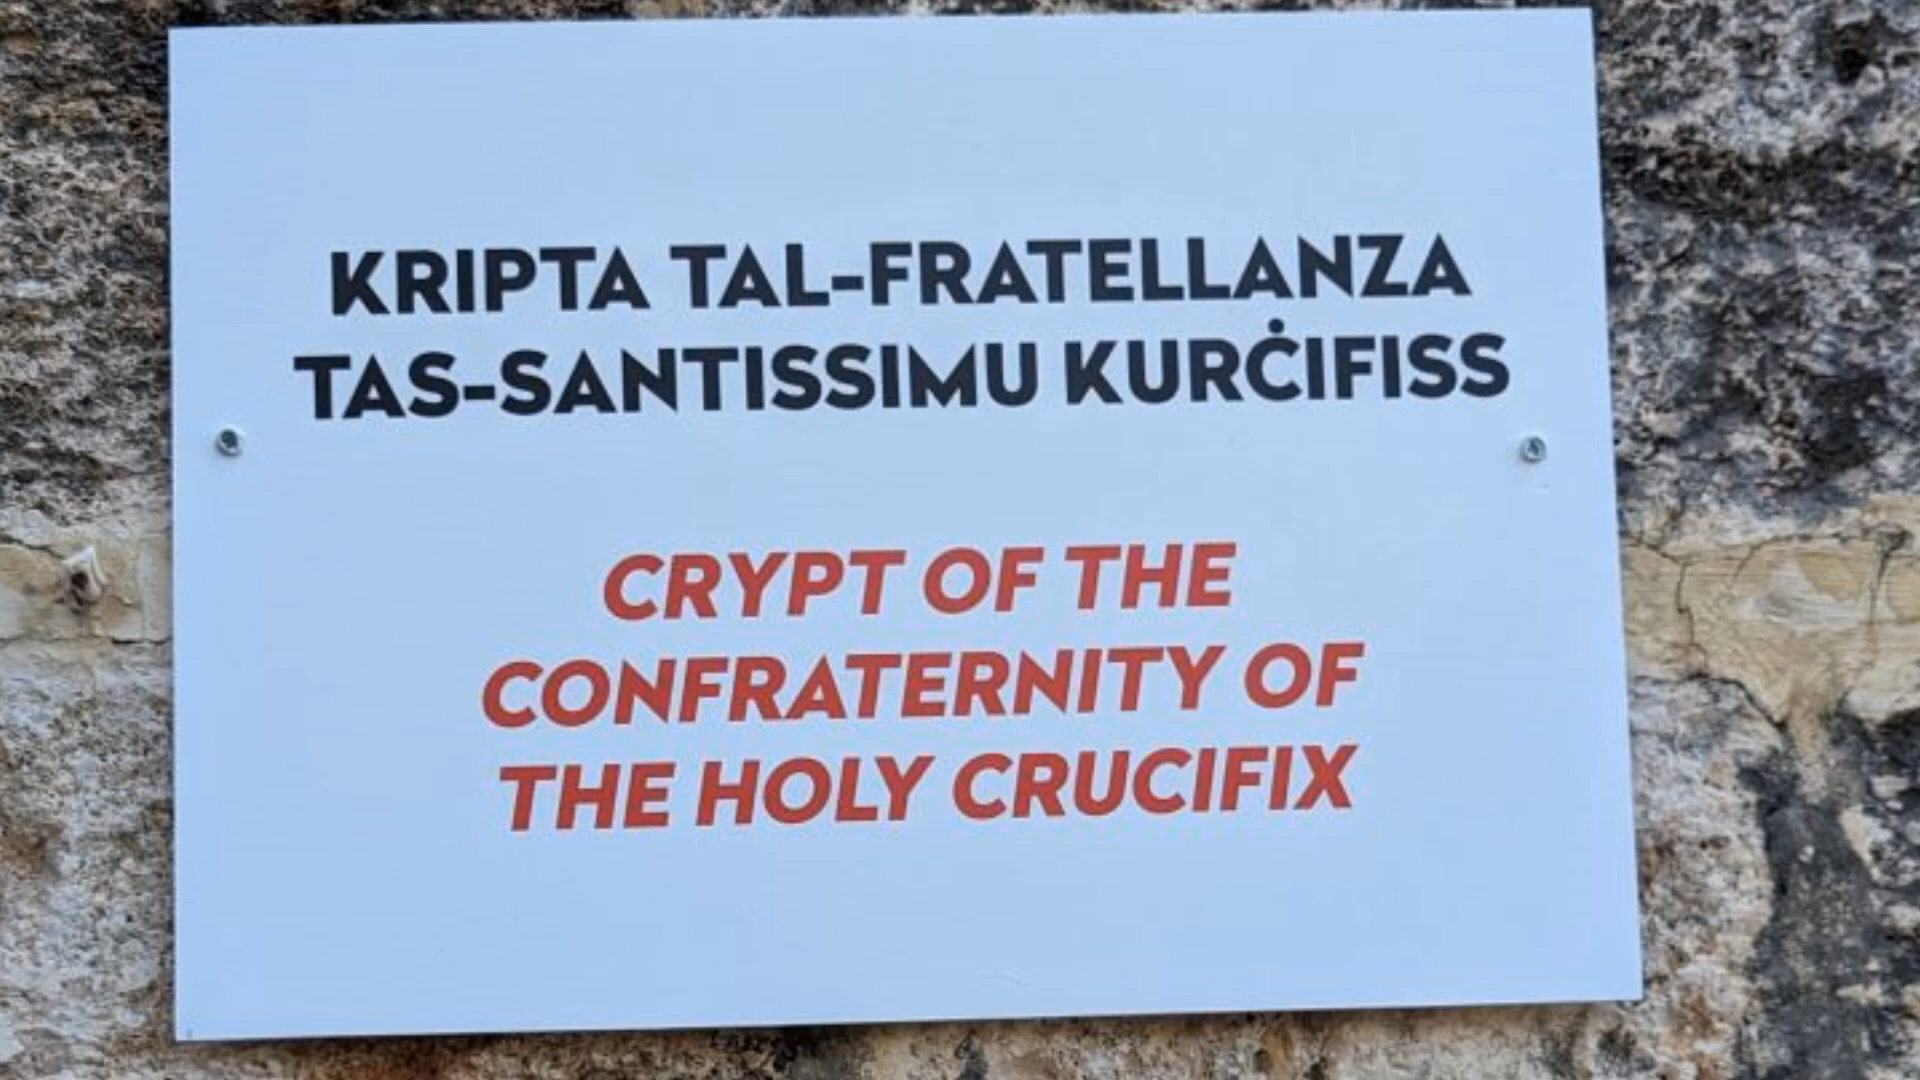 KRIPTA TAL-FRATELLANZA
TAS-SANTISSIMU KURĊIFISS
CRYPT OF THE
CONFRATERNITY OF
THE HOLY CRUCIFIX